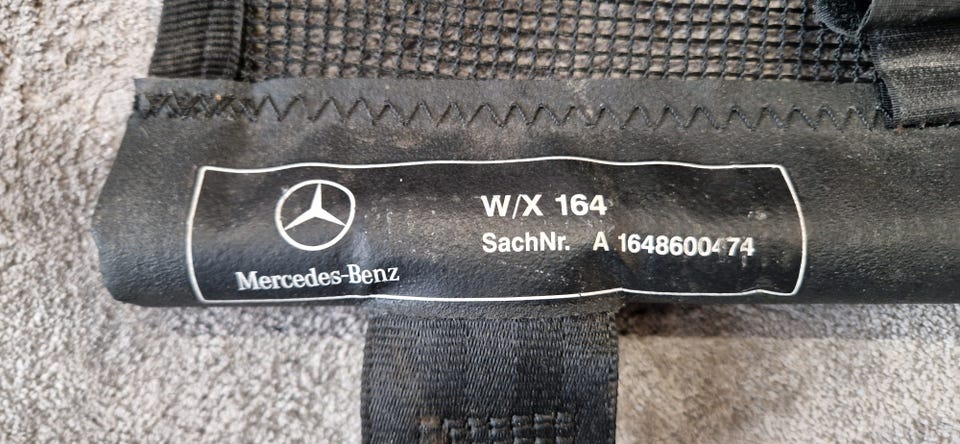 W/X 164
SachNr. A 1648600474
Mercedes-Benz